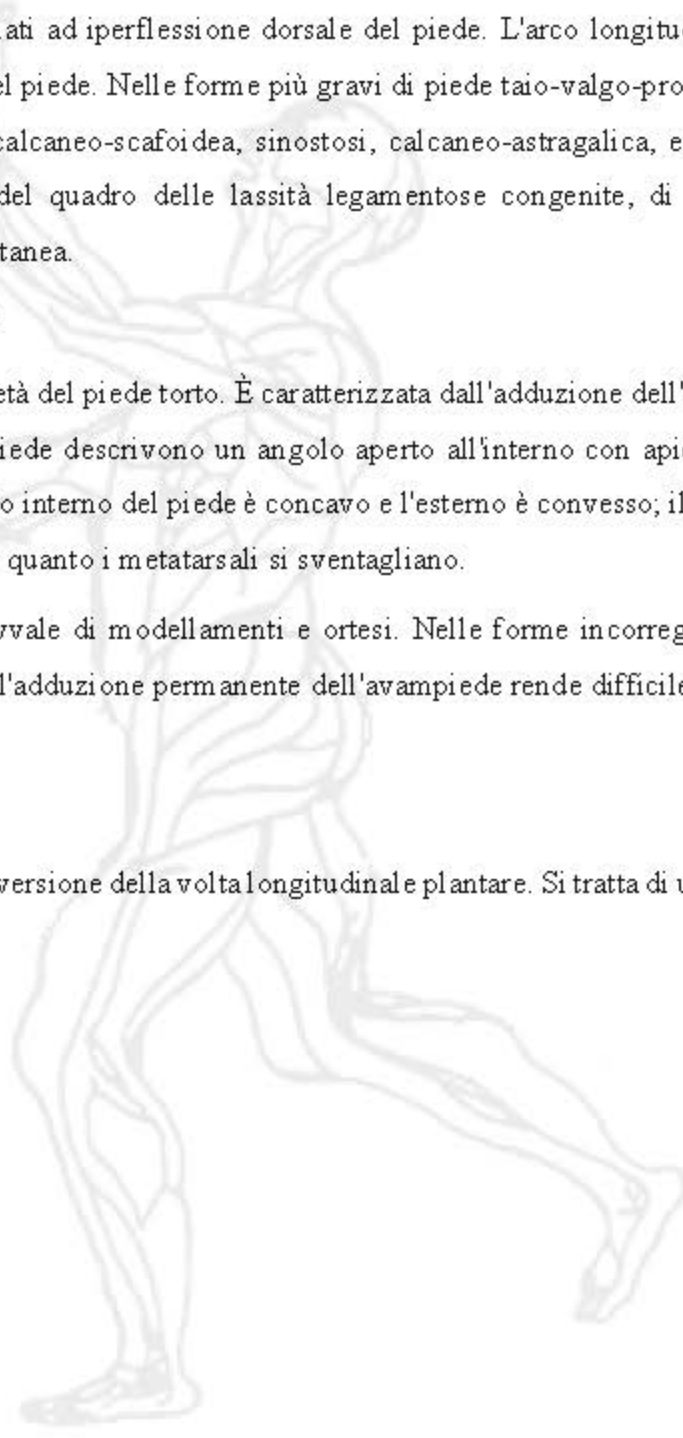 lati ad iperflessione dorsale del piede. L'arco longitu
el piede. Nelle forme più gravi di piede taio-valgo-pro
calcaneo-scafoidea, sinostosi, calcaneo-astragalica, e
del quadro delle lassità legamentose congenite, di
tanea.
età del piede torto. È caratterizzata dall'adduzione dell'
iede descrivono un angolo aperto all'interno con api
o interno del piede è concavo e l'esterno è convesso; il
quanto i metatarsali si sventagliano.
vvale di modellamenti e ortesi. Nelle forme incorreg
l'adduzione permanente dell'avampiede rende difficile
versione della volta longitudinale plantare. Si tratta di u